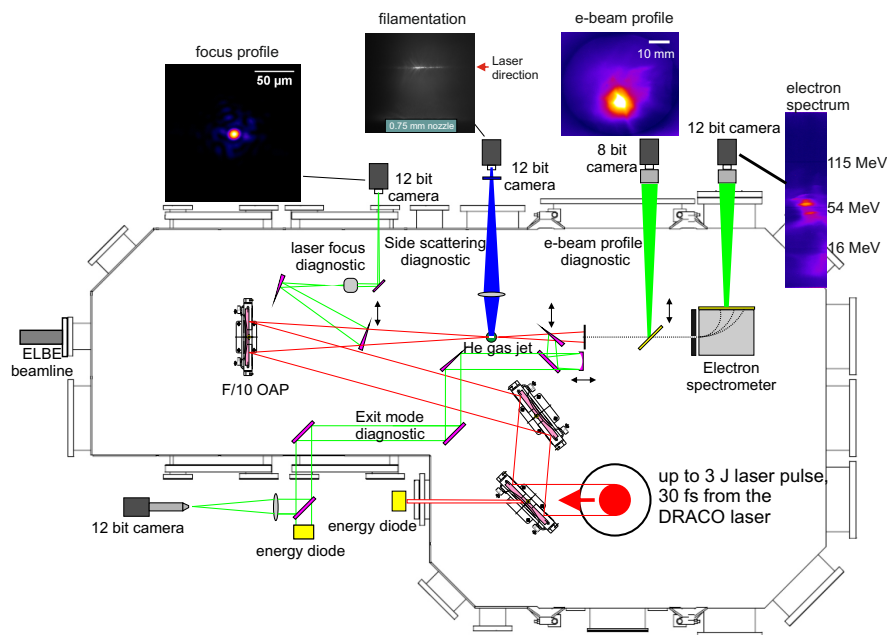 filamentation
focus profile
50 µm
Laser
direction
0.75 mm nozzle
e-beam profile
10 mm
electron
spectrum
12 bit camera
115 MeV
54 MeV
16 MeV
8 bit
camera
12 bit
camera
12 bit
camera
laser focus
diagnostic
Side scattering
diagnostic
e-beam profile
diagnostic
ELBE
beamline
F/10 OAP
He gas jet
Electron
spectrometer
Exit mode
diagnostic
up to 3 J laser pulse,
30 fs from the
DRACO laser
12 bit camera
energy diode
energy diode